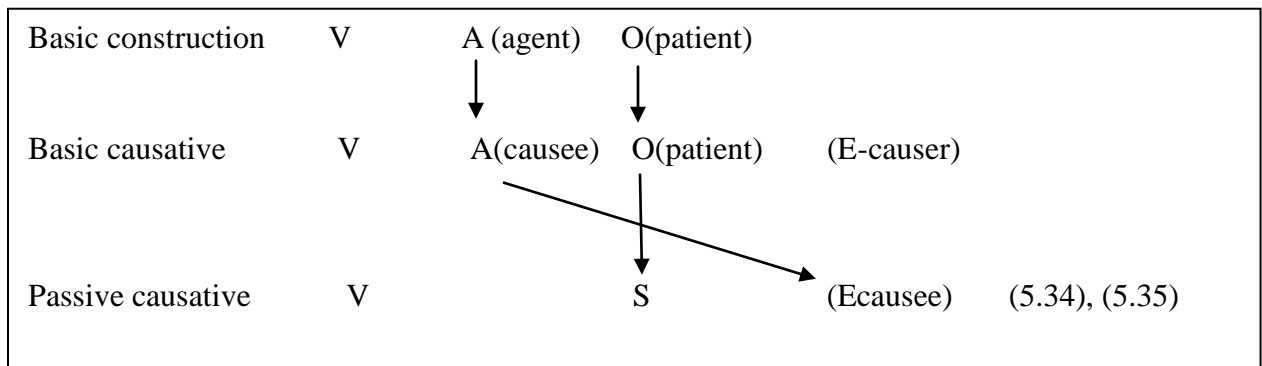 Basic construction V A (agent) O(patient)
Basic causative V A(causee) O(patient) (E-causer)
Passive causative V S (Ecausee) (5.34), (5.35)